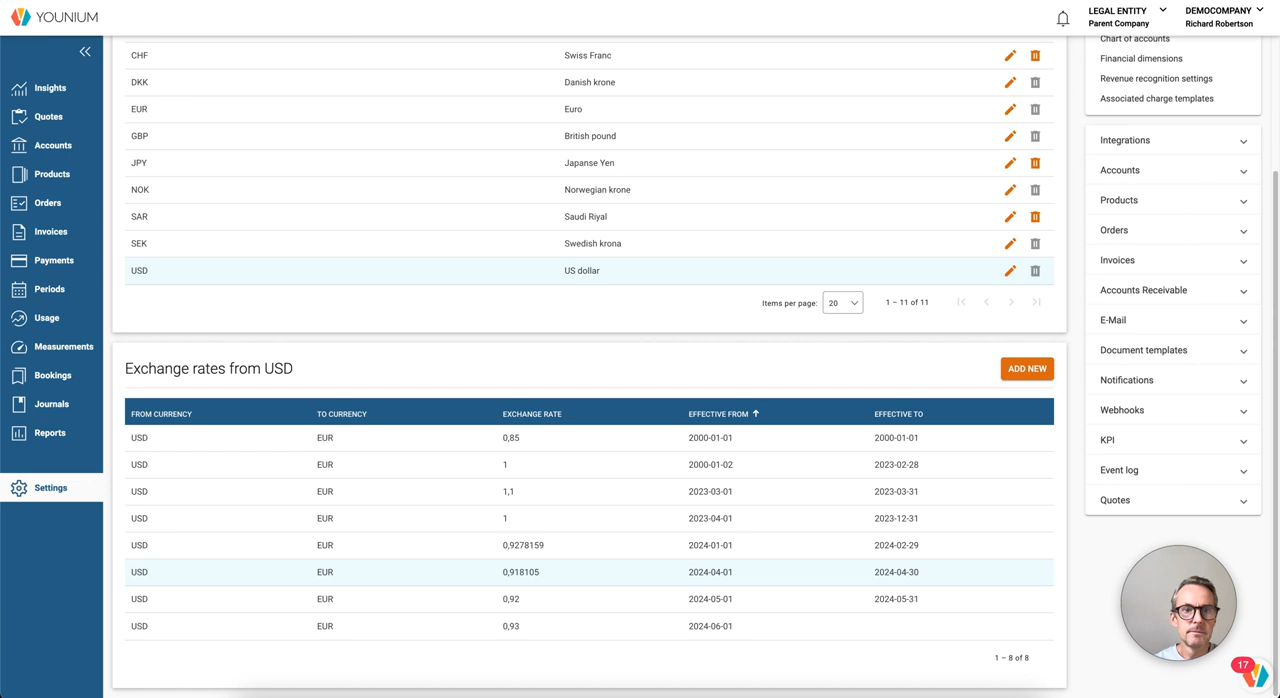 YOUNIUM
LEGAL ENTITY
Parent Company
DEMOCOMPANY
Richard Robertson
Insights
Quotes
Accounts
Products
Orders
Invoices
Payments
Periods
Usage
Measurements
Bookings
Journals
Reports
Settings
CHF Swiss Franc
DKK Danish krone
EUR Euro
GBP British pound
JPY Japanse Yen
NOK Norwegian krone
SAR Saudi Riyal
SEK Swedish krona
USD US dollar
Items per page: 20 1 – 11 of 11
Exchange rates from USD
ADD NEW
FROM CURRENCY TO CURRENCY EXCHANGE RATE EFFECTIVE FROM EFFECTIVE TO
USD EUR 0,85 2000-01-01 2000-01-01
USD EUR 1 2000-01-02 2023-02-28
USD EUR 1,1 2023-03-01 2023-03-31
USD EUR 1 2023-04-01 2023-12-31
USD EUR 0,9278159 2024-01-01 2024-02-29
USD EUR 0,918105 2024-04-01 2024-04-30
USD EUR 0,92 2024-05-01 2024-05-31
USD EUR 0,93 2024-06-01
1 – 8 of 8
Chart of accounts
Financial dimensions
Revenue recognition settings
Associated charge templates
Integrations
Accounts
Products
Orders
Invoices
Accounts Receivable
E-Mail
Document templates
Notifications
Webhooks
KPI
Event log
Quotes
17